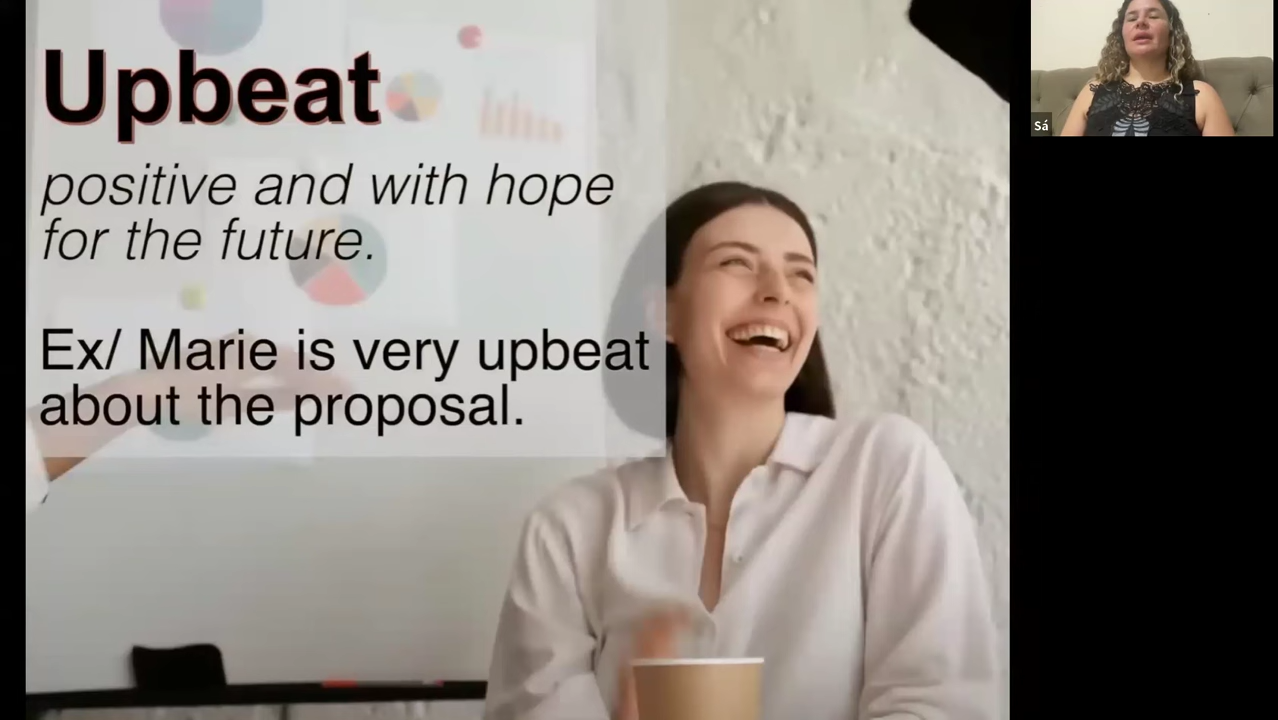 Upbeat
positive and with hope
for the future.
Ex/ Marie is very upbeat
about the proposal.
Sá